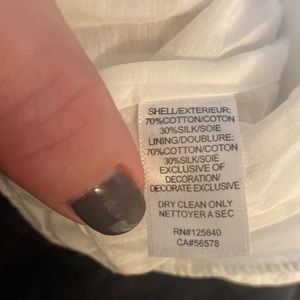 SHELL/EXTERIEUR:
70%COTTON/COTON
30%SILK/SOIE
LINING/DOUBLURE:
70%COTTON/COTON
30%SILK/SOIE
EXCLUSIVE OF
DECORATION/
DECORATE EXCLUSIVE
DRY CLEAN ONLY
NETTOYER A SEC
RN#125840
CA#56578